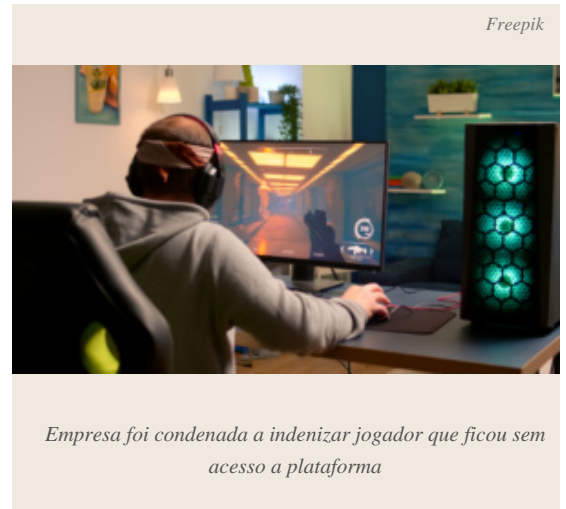 Freepik
Empresa foi condenada a indenizar jogador que ficou sem
acesso a plataforma